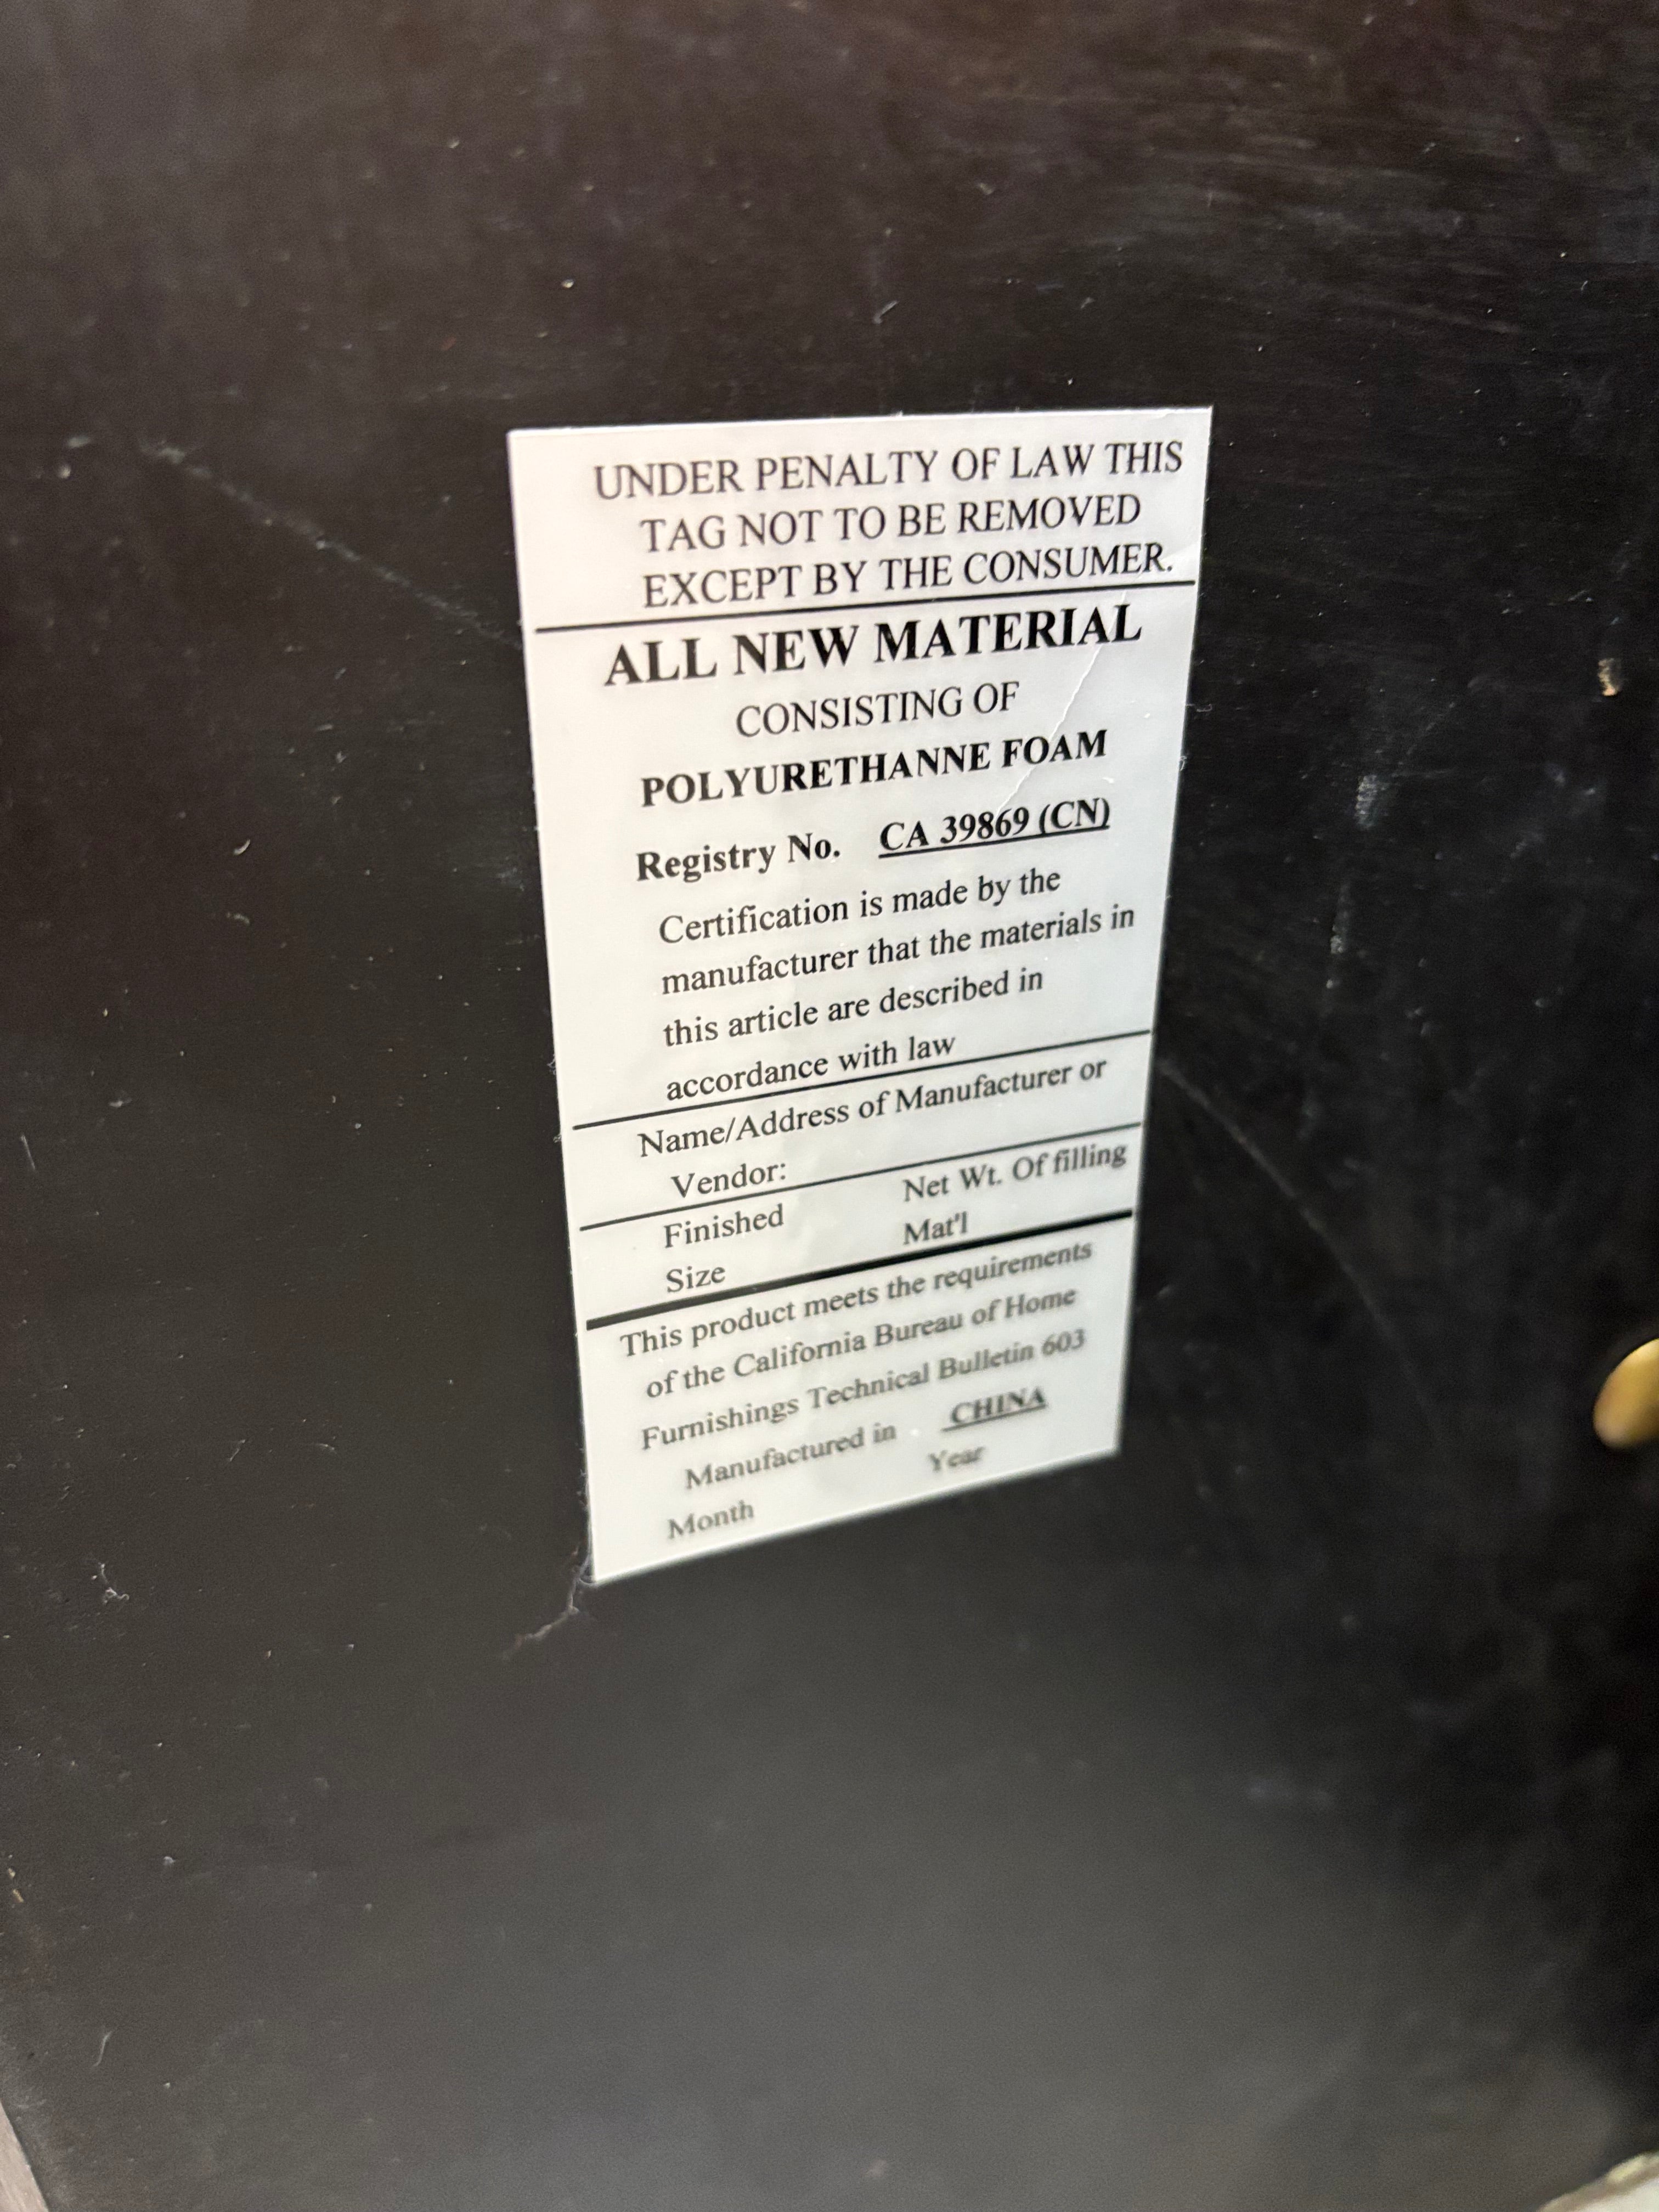 UNDER PENALTY OF LAW THIS
TAG NOT TO BE REMOVED
EXCEPT BY THE CONSUMER.
ALL NEW MATERIAL
CONSISTING OF
POLYURETHANNE FOAM
Registry No. CA 39869 (CN)
Certification is made by the
manufacturer that the materials in
this article are described in
accordance with law
Name/Address of Manufacturer or
Vendor:
Finished Net Wt. Of filling
Size Mat'l
This product meets the requirements
of the California Bureau of Home
Furnishings Technical Bulletin 603
Manufactured in CHINA
Month Year